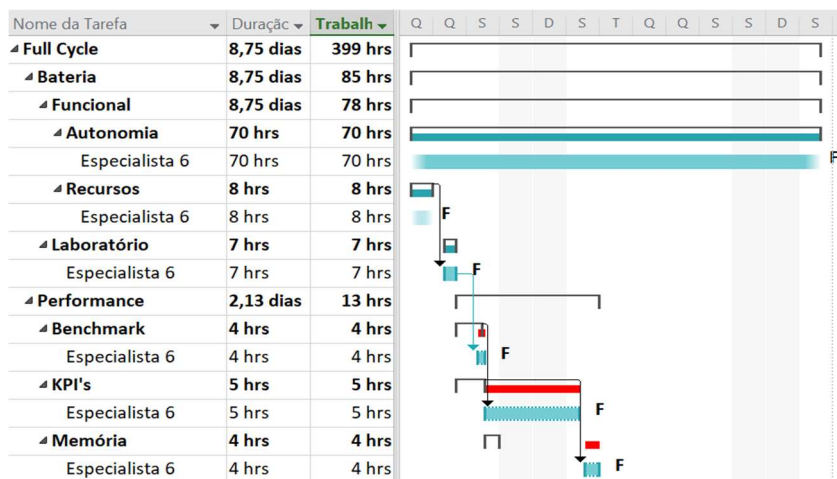 Nome da Tarefa Duraçãc Trabalh Q Q S S D S T Q Q S S D S
Full Cycle 8,75 dias 399 hrs
Bateria 8,75 dias 85 hrs
Funcional 8,75 dias 78 hrs
Autonomia 70 hrs 70 hrs
Especialista 6 70 hrs 70 hrs F
Recursos 8 hrs 8 hrs
Especialista 6 8 hrs 8 hrs F
Laboratório 7 hrs 7 hrs
Especialista 6 7 hrs 7 hrs F
Performance 2,13 dias 13 hrs
Benchmark 4 hrs 4 hrs
Especialista 6 4 hrs 4 hrs F
KPI's 5 hrs 5 hrs
Especialista 6 5 hrs 5 hrs F
Memória 4 hrs 4 hrs
Especialista 6 4 hrs 4 hrs F